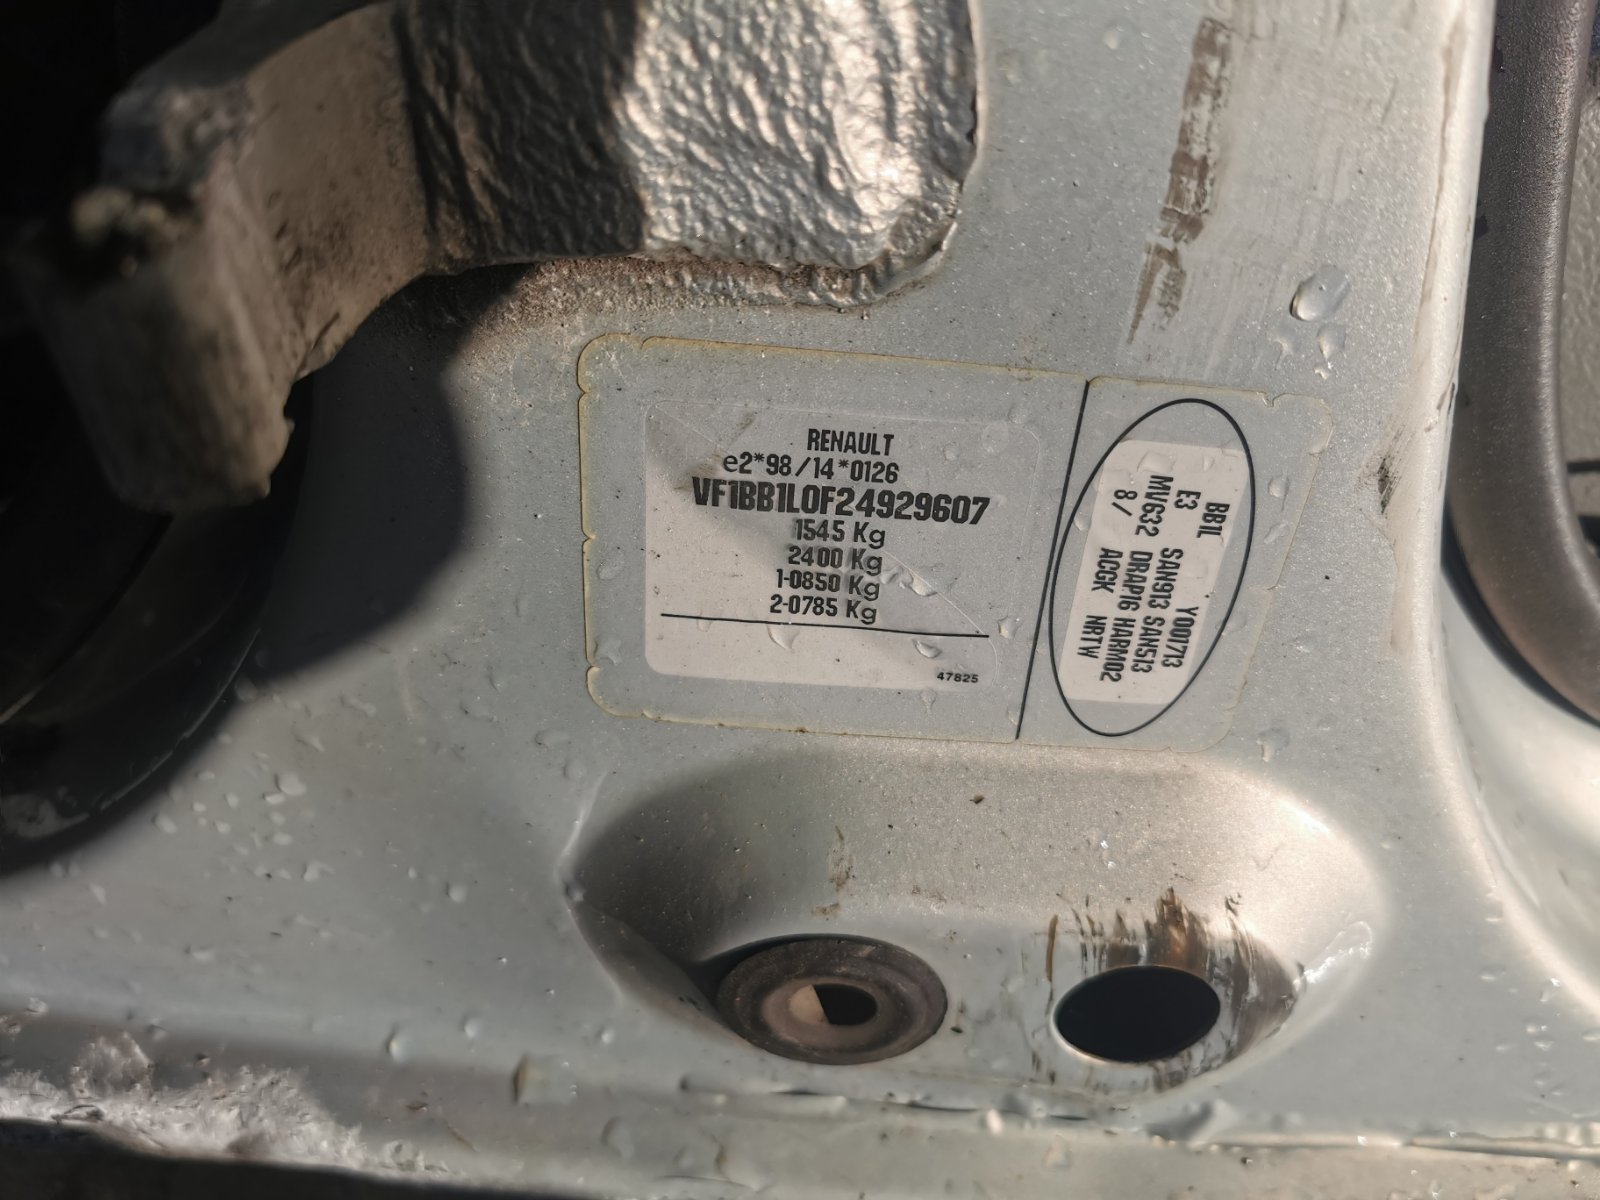 RENAULT
e2*98/14*0126
VF1BB1L0F24929607
1545 Kg
2400 Kg
1-0850 Kg
2-0785 Kg
47825
BB1L Y001713
E3 SAN913 SAN513
MV632 DRAP16 HARM02
8/ ACGK NRTW